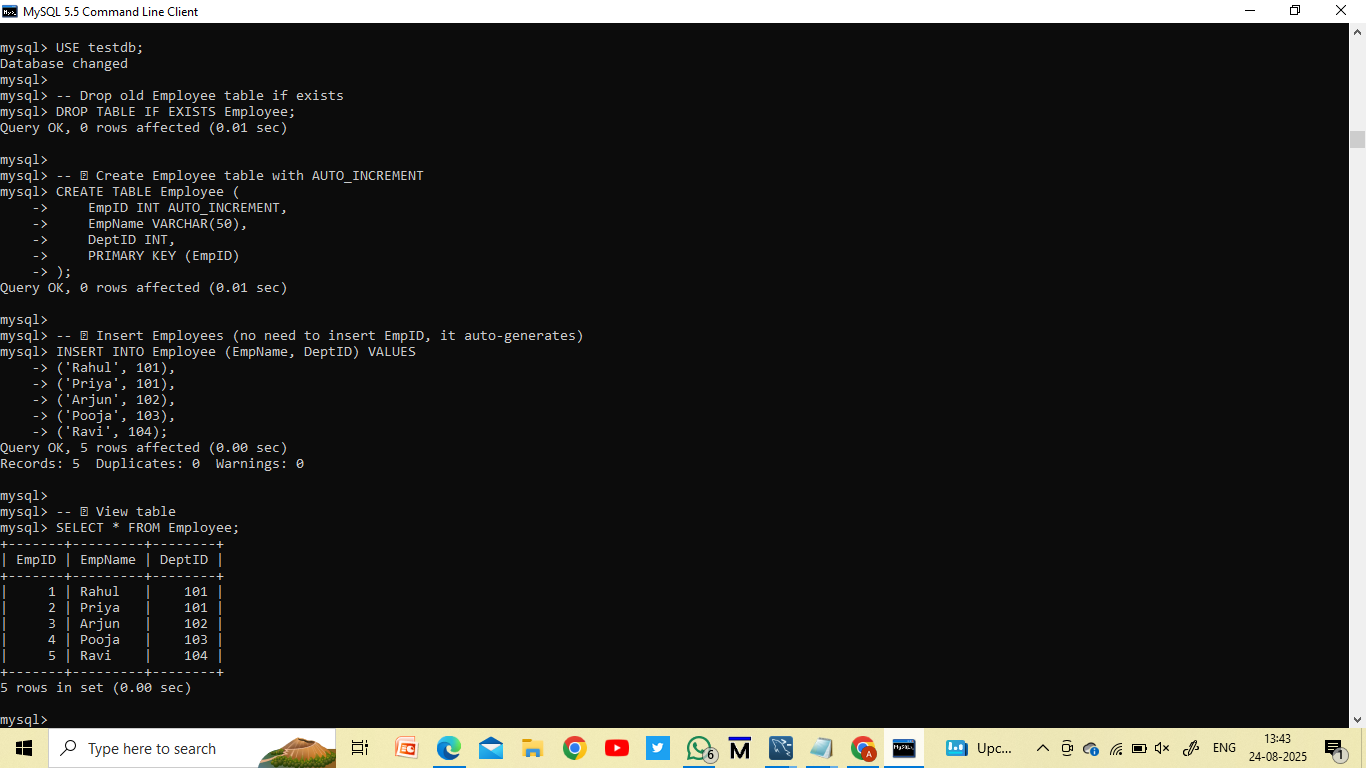 MySQL 5.5 Command Line Client
mysql> USE testdb;
Database changed
mysql>
mysql> -- Drop old Employee table if exists
mysql> DROP TABLE IF EXISTS Employee;
Query OK, 0 rows affected (0.01 sec)
mysql>
mysql> -- Create Employee table with AUTO_INCREMENT
mysql> CREATE TABLE Employee (
    ->     EmpID INT AUTO_INCREMENT,
    ->     EmpName VARCHAR(50),
    ->     DeptID INT,
    ->     PRIMARY KEY (EmpID)
    -> );
Query OK, 0 rows affected (0.01 sec)
mysql>
mysql> -- Insert Employees (no need to insert EmpID, it auto-generates)
mysql> INSERT INTO Employee (EmpName, DeptID) VALUES
    -> ('Rahul', 101),
    -> ('Priya', 101),
    -> ('Arjun', 102),
    -> ('Pooja', 103),
    -> ('Ravi', 104);
Query OK, 5 rows affected (0.00 sec)
Records: 5  Duplicates: 0  Warnings: 0
mysql>
mysql> -- View table
mysql> SELECT * FROM Employee;
+-------+---------+--------+
| EmpID | EmpName | DeptID |
+-------+---------+--------+
|     1 | Rahul   |    101 |
|     2 | Priya   |    101 |
|     3 | Arjun   |    102 |
|     4 | Pooja   |    103 |
|     5 | Ravi    |    104 |
+-------+---------+--------+
5 rows in set (0.00 sec)
mysql>
Type here to search
6
M
A
MySQL
Upc...
ENG
13:43
24-08-2025
1